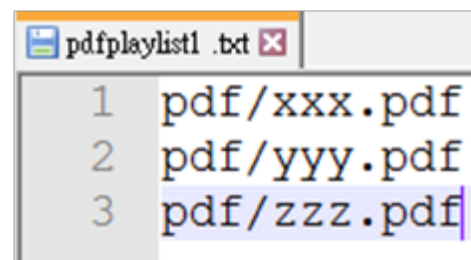 pdfplaylist1 .txt
1 pdf/xxx.pdf
2 pdf/yyy.pdf
3 pdf/zzz.pdf